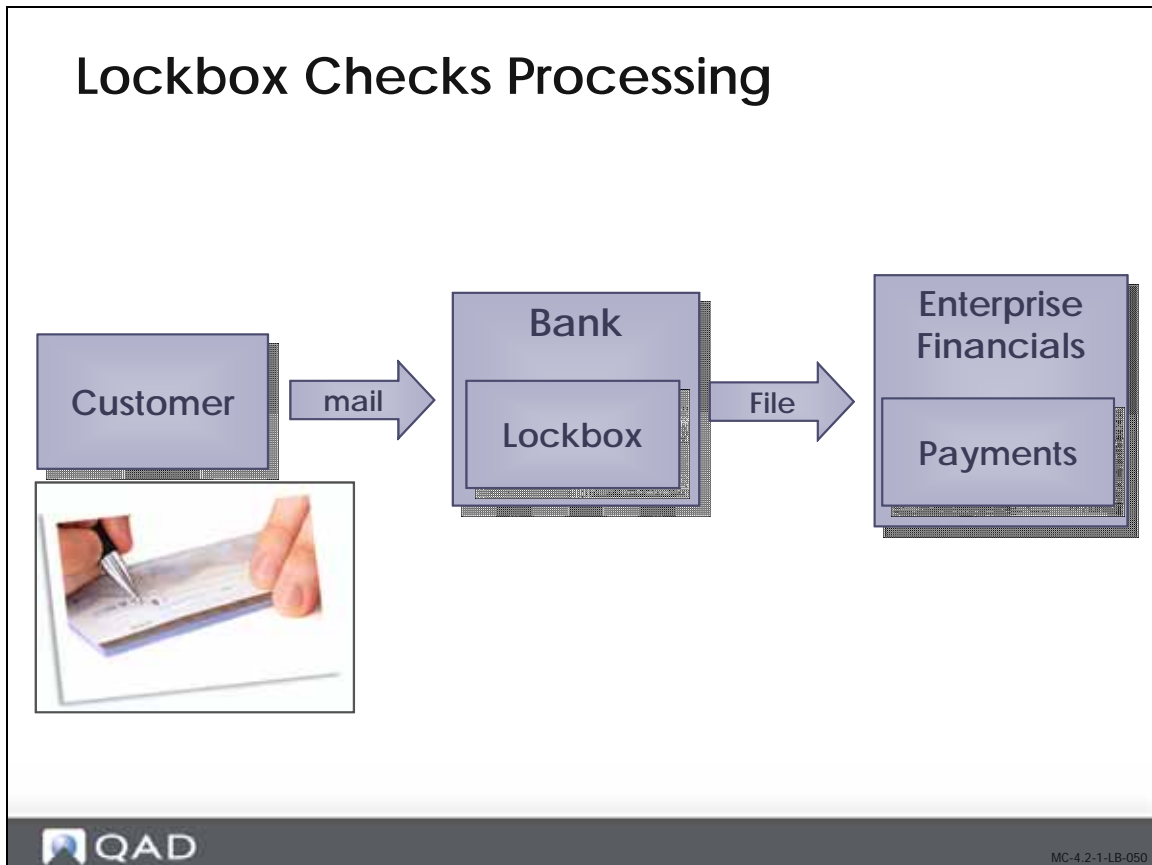 Lockbox Checks Processing
Customer
mail
Bank
Lockbox
File
Enterprise
Financials
Payments
QAD
MC-4.2-1-LB-050